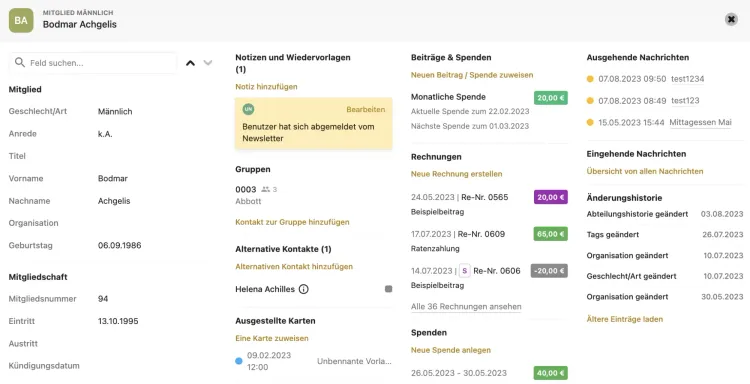 BA
MITGLIED MÄNNLICH
Bodmar Achgelis
Feld suchen...
Mitglied
Geschlecht/Art Männlich
Anrede k.A.
Titel
Vorname Bodmar
Nachname Achgelis
Organisation
Geburtstag 06.09.1986
Mitgliedschaft
Mitgliedsnummer 94
Eintritt 13.10.1995
Austritt
Kündigungsdatum
Notizen und Wiedervorlagen
(1)
Notiz hinzufügen
UN Bearbeiten
Benutzer hat sich abgemeldet vom
Newsletter
Gruppen
0003 3
Abbott
Kontakt zur Gruppe hinzufügen
Alternative Kontakte (1)
Alternativen Kontakt hinzufügen
Helena Achilles
Ausgestellte Karten
Eine Karte zuweisen
09.02.2023 Unbennante Vorla...
12:00
Beiträge & Spenden
Neuen Beitrag / Spende zuweisen
Monatliche Spende 20,00 €
Aktuelle Spende zum 22.02.2023
Nächste Spende zum 01.03.2023
Rechnungen
Neue Rechnung erstellen
24.05.2023 | Re-Nr. 0565 20,00 €
Beispielbeitrag
17.07.2023 | Re-Nr. 0609 65,00 €
Ratenzahlung
14.07.2023 | S Re-Nr. 0606 -20,00 €
Beispielbeitrag
Alle 36 Rechnungen ansehen
Spenden
Neue Spende anlegen
26.05.2023 - 30.05.2023 40,00 €
Ausgehende Nachrichten
07.08.2023 09:50 test1234
07.08.2023 08:49 test123
15.05.2023 15:44 Mittagessen Mai
Eingehende Nachrichten
Übersicht von allen Nachrichten
Änderungshistorie
Abteilungshistorie geändert 03.08.2023
Tags geändert 26.07.2023
Organisation geändert 10.07.2023
Geschlecht/Art geändert 10.07.2023
Organisation geändert 30.05.2023
Ältere Einträge laden